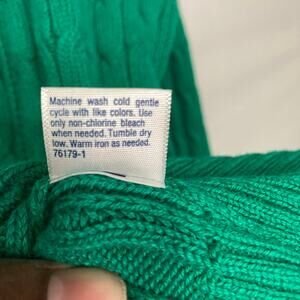 Machine wash cold gentle
cycle with like colors. Use
only non-chlorine bleach
when needed. Tumble dry
low. Warm iron as needed.
76179-1